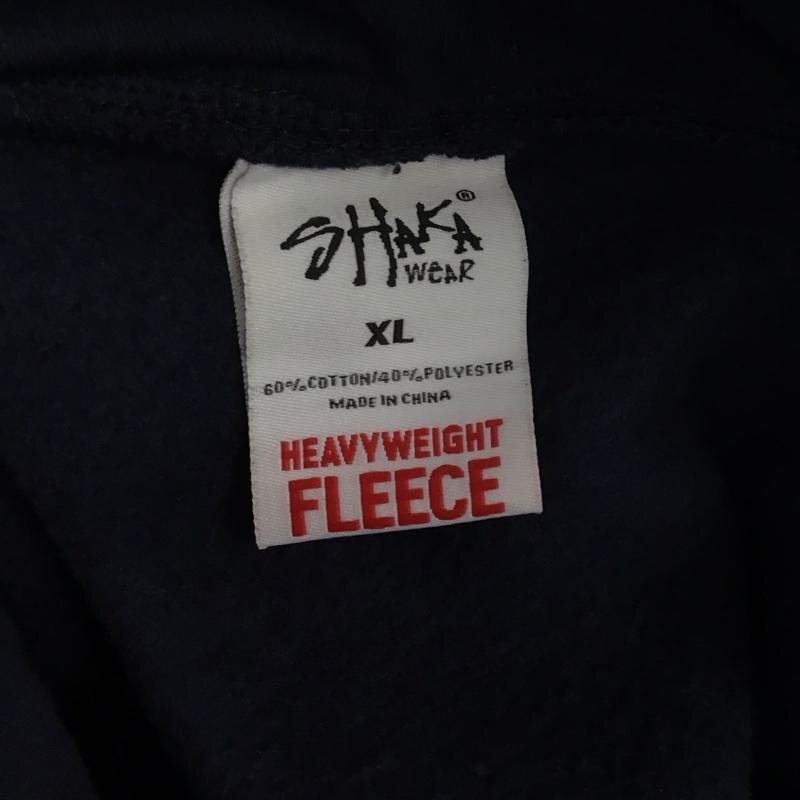 SHAKA®
WEAR
XL
60%COTTON/40%POLYESTER
MADE IN CHINA
HEAVYWEIGHT
FLEECE